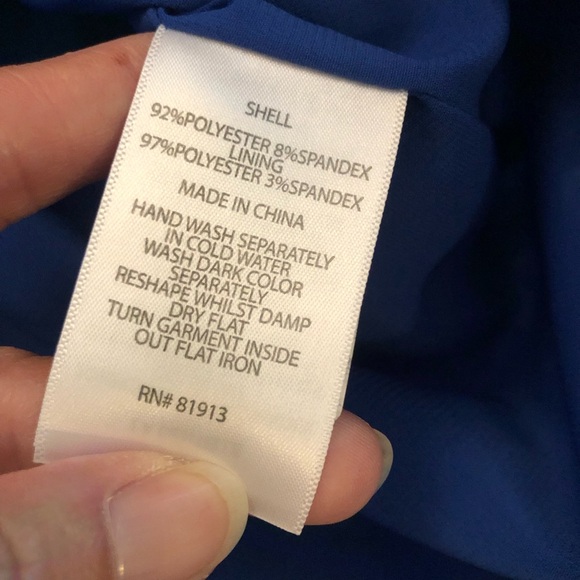 SHELL
92%POLYESTER 8%SPANDEX
LINING
97%POLYESTER 3%SPANDEX
MADE IN CHINA
HAND WASH SEPARATELY
IN COLD WATER
WASH DARK COLOR
SEPARATELY
RESHAPE WHILST DAMP
DRY FLAT
TURN GARMENT INSIDE
OUT FLAT IRON
RN# 81913